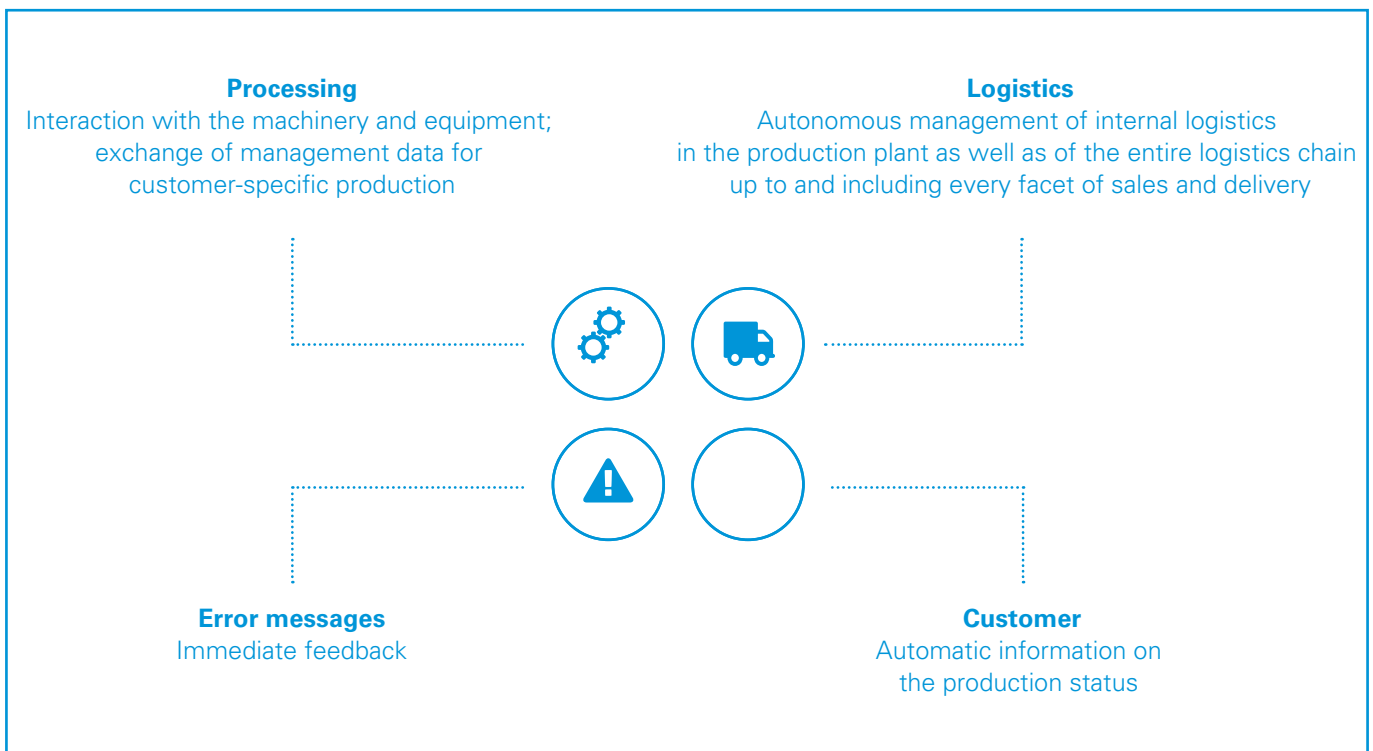 Processing
Interaction with the machinery and equipment;
exchange of management data for
customer-specific production
Logistics
Autonomous management of internal logistics
in the production plant as well as of the entire logistics chain
up to and including every facet of sales and delivery
Error messages
Immediate feedback
Customer
Automatic information on
the production status